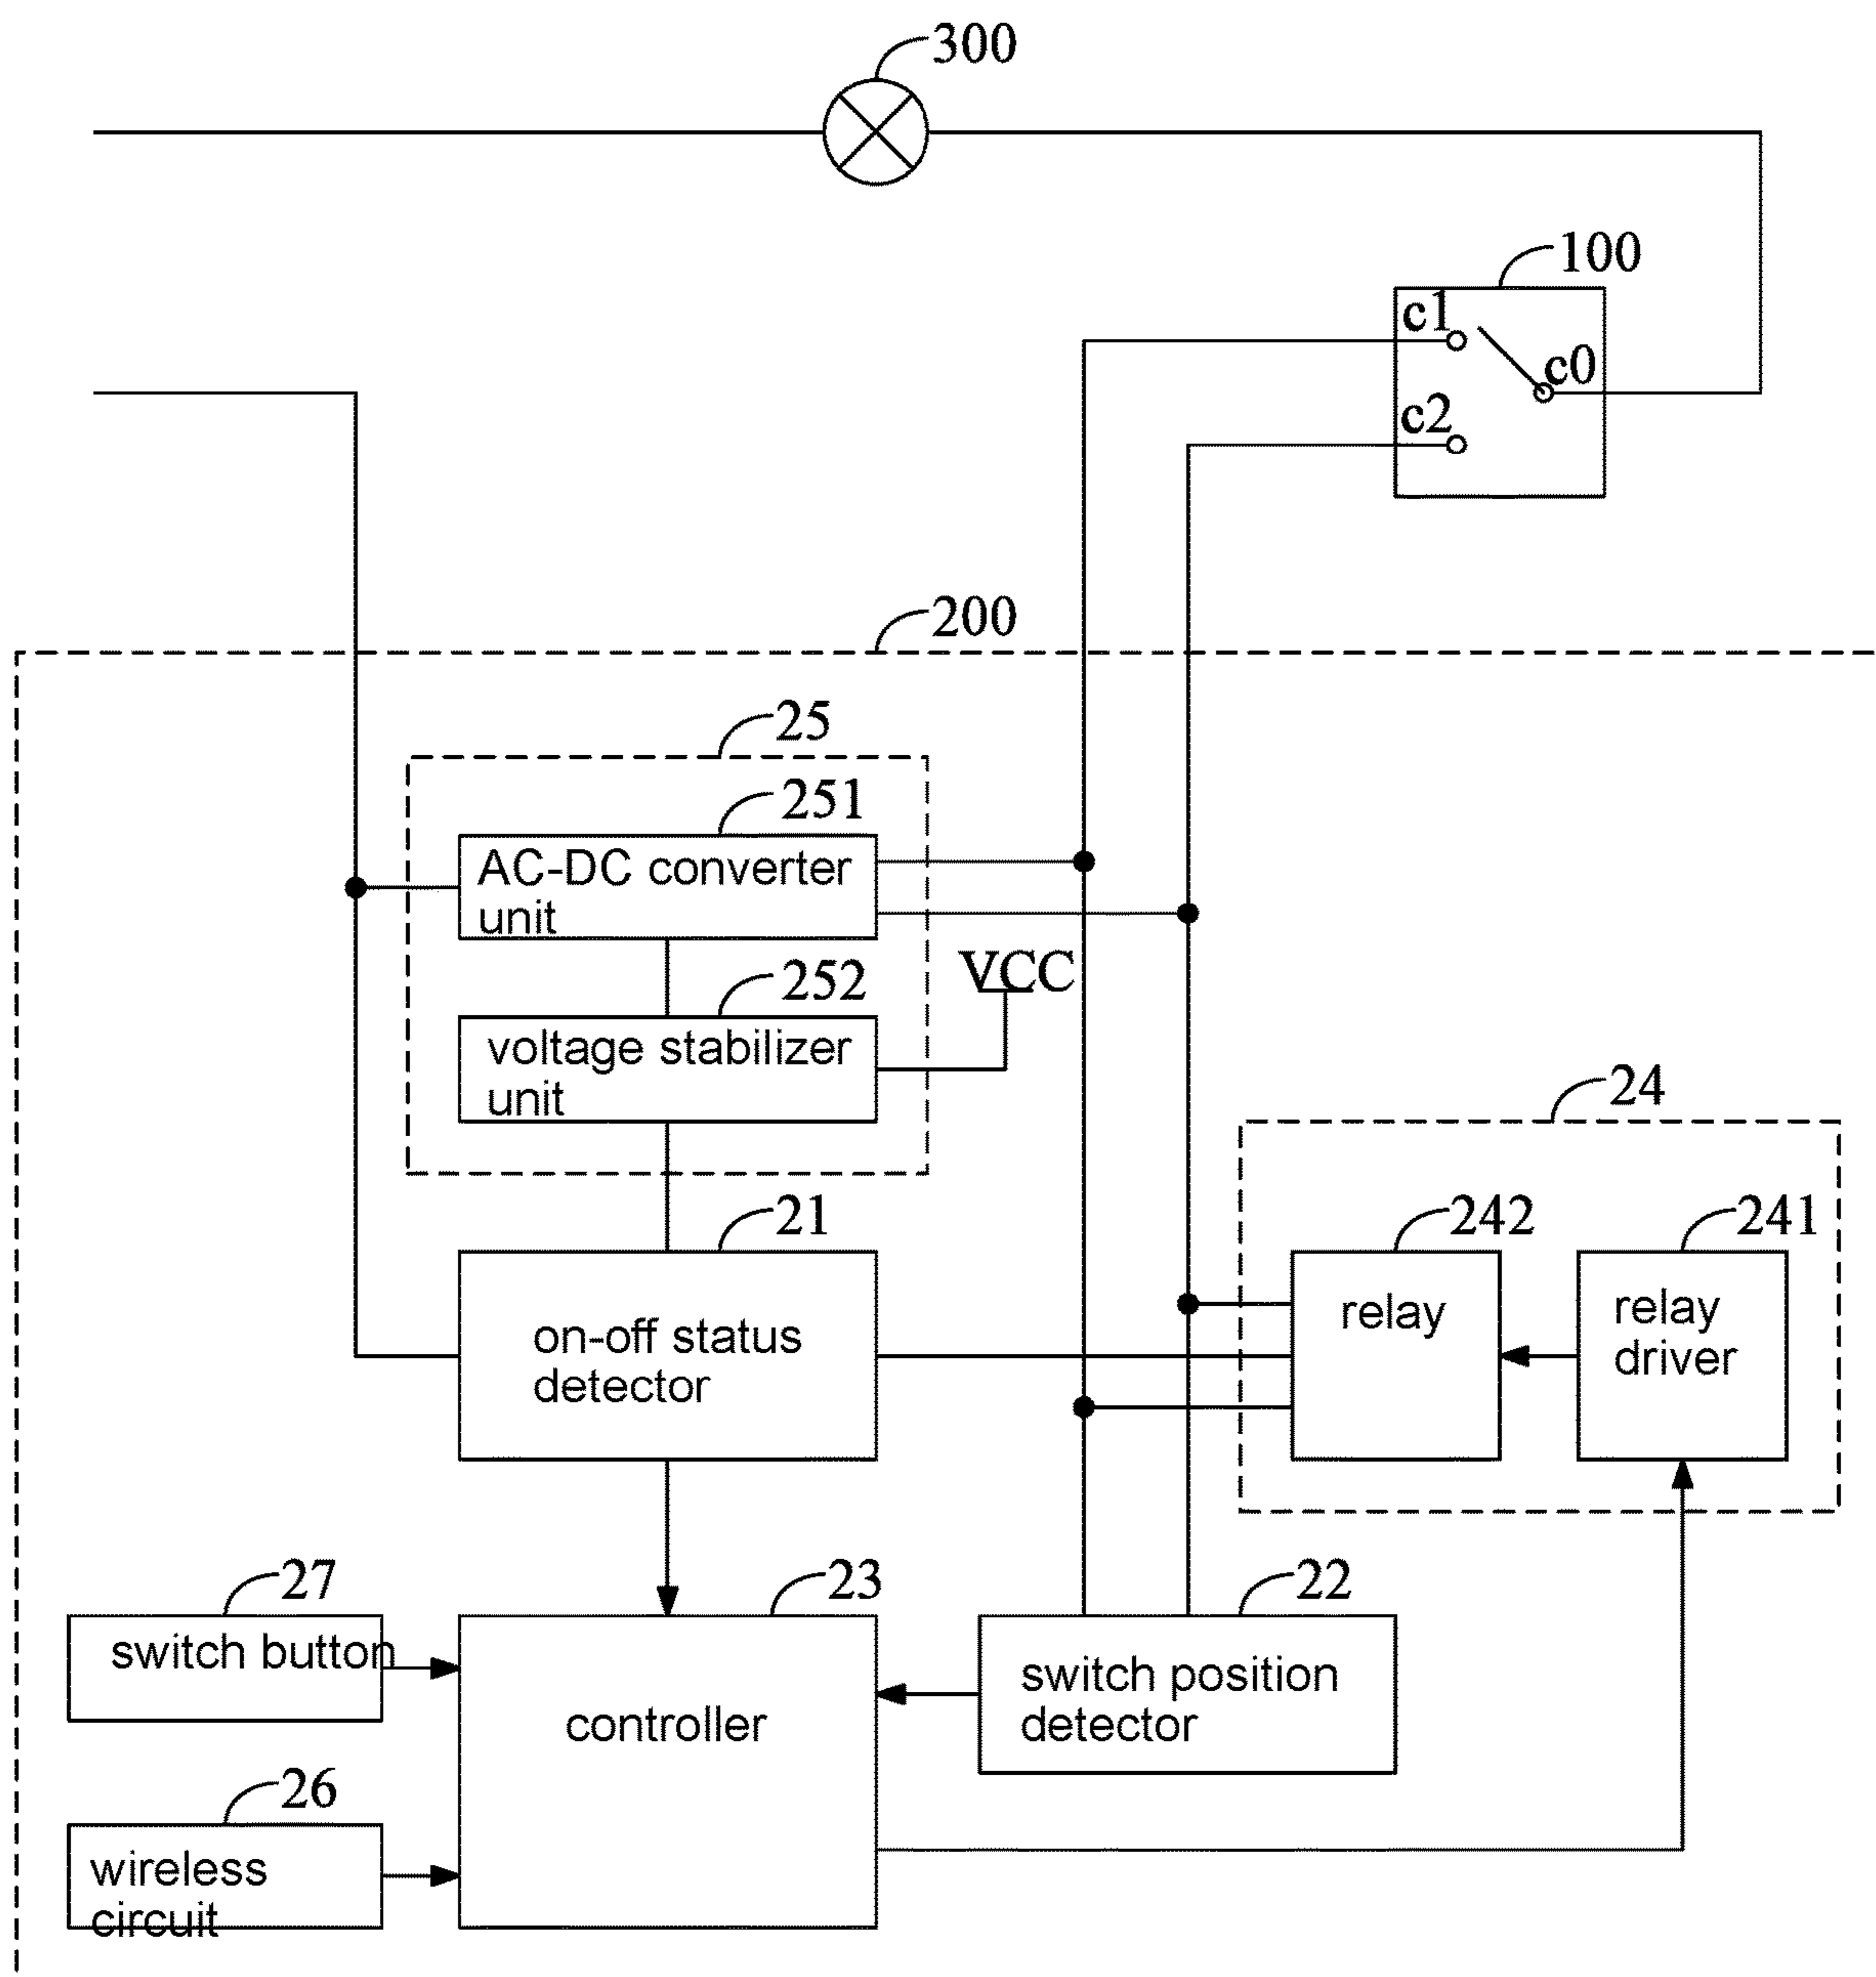 300
100
c1
c0
c2
200
25
251
AC-DC converter
unit
VCC
252
voltage stabilizer
unit
24
21
242
241
on-off status
detector
relay
relay
driver
27
23
22
switch button
controller
switch position
detector
26
wireless
circuit